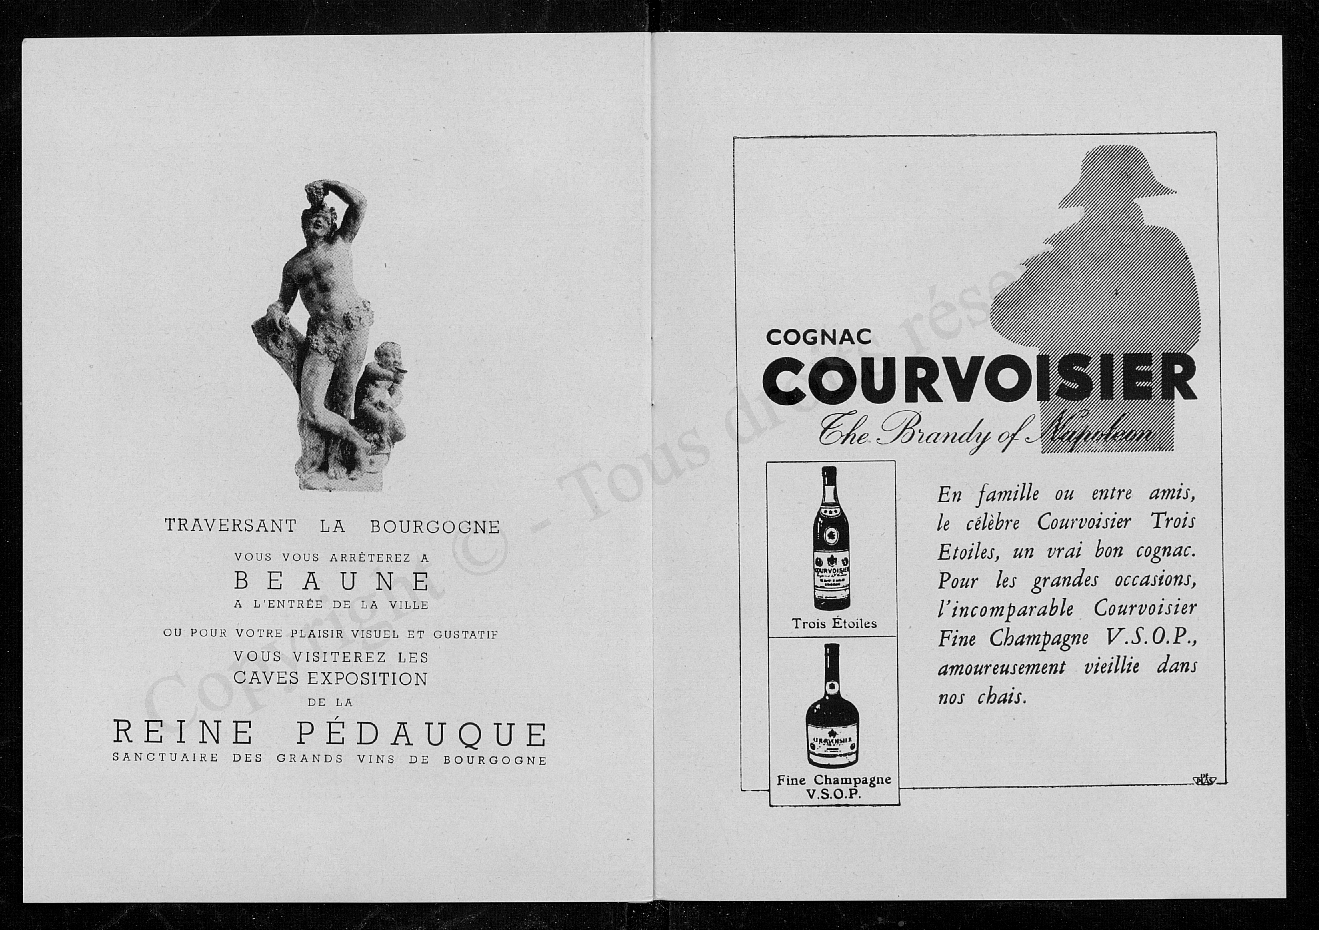 TRAVERSANT LA BOURGOGNE
VOUS VOUS ARRÊTEREZ A
BEAUNE
A L'ENTRÉE DE LA VILLE
OU POUR VOTRE PLAISIR VISUEL ET GUSTATIF
VOUS VISITEREZ LES
CAVES EXPOSITION
DE LA
REINE PÉDAUQUE
SANCTUAIRE DES GRANDS VINS DE BOURGOGNE
COGNAC
COURVOISIER
The Brandy of Napoleon
COURVOISIER
Trois Étoiles
COURVOISIER
Fine Champagne
V.S.O.P.
En famille ou entre amis,
le célèbre Courvoisier Trois
Etoiles, un vrai bon cognac.
Pour les grandes occasions,
l'incomparable Courvoisier
Fine Champagne V.S.O.P.,
amoureusement vieillie dans
nos chais.
Copyright © - Tous droits réser